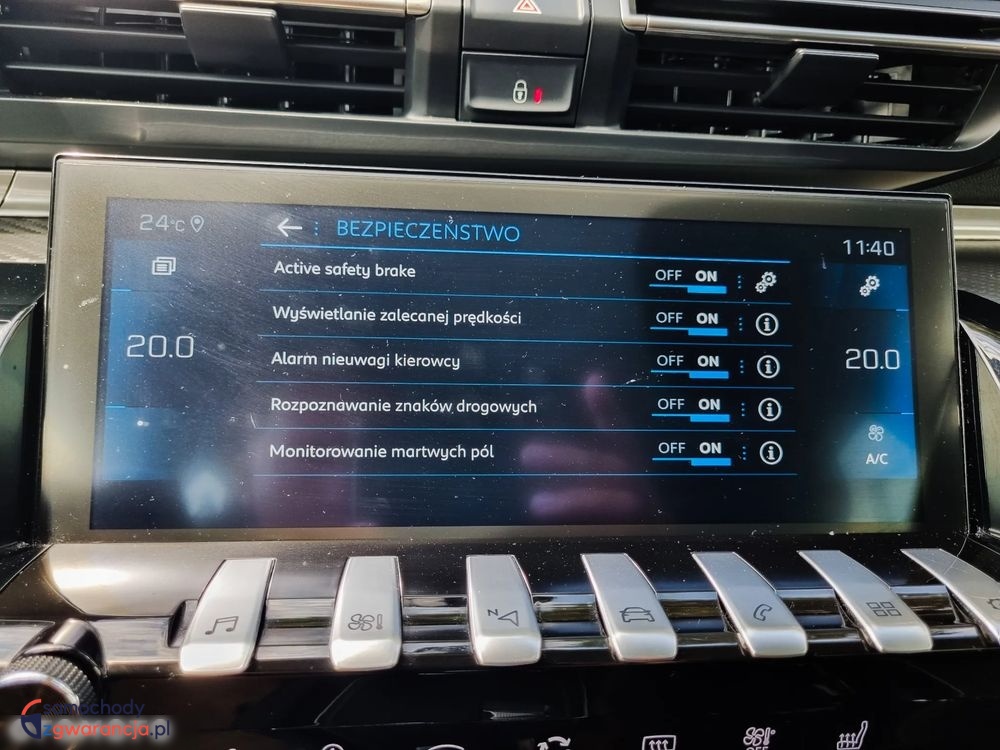 24°C
BEZPIECZEŃSTWO
11:40
Active safety brake OFF ON
Wyświetlanie zalecanej prędkości OFF ON
20.0
Alarm nieuwagi kierowcy OFF ON
20.0
Rozpoznawanie znaków drogowych OFF ON
Monitorowanie martwych pól OFF ON
A/C
N
samochody
zgwarancja.pl
OFF